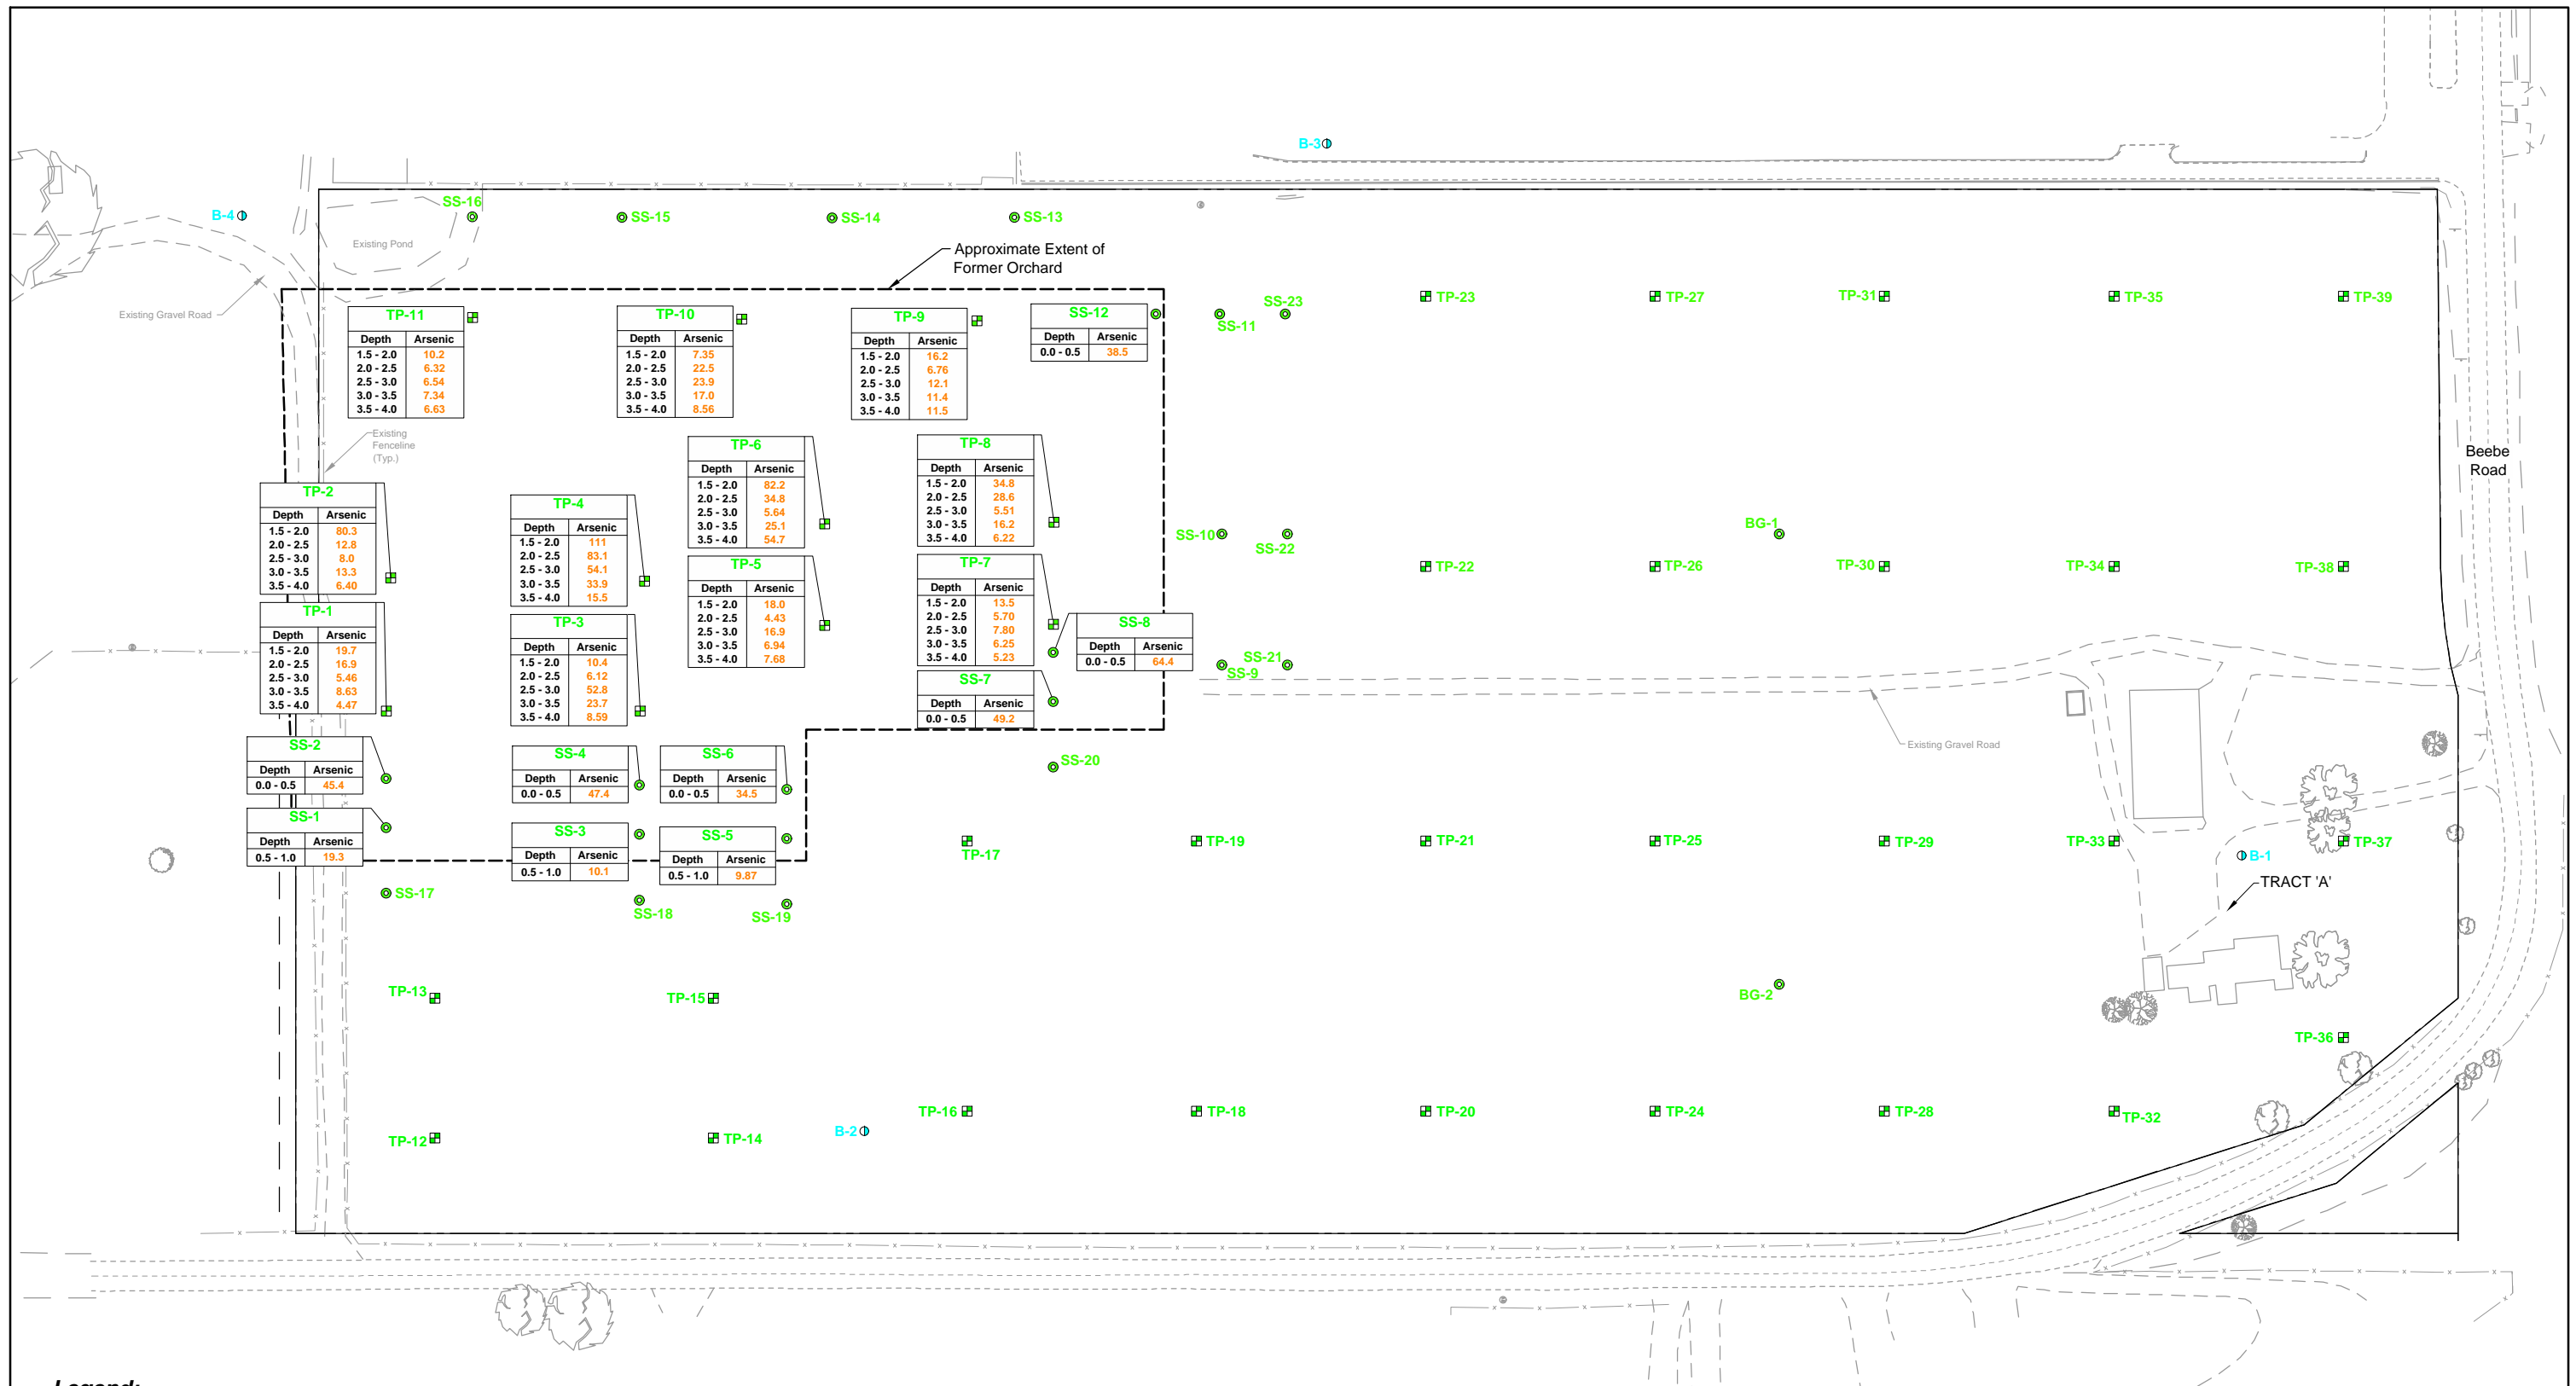 B-3
B-4
SS-16
SS-15
SS-14
SS-13
Existing Pond
Approximate Extent of
Former Orchard
Existing Gravel Road
TP-11
Depth Arsenic
1.5 - 2.0 10.2
2.0 - 2.5 6.32
2.5 - 3.0 6.54
3.0 - 3.5 7.34
3.5 - 4.0 6.63
TP-10
Depth Arsenic
1.5 - 2.0 7.35
2.0 - 2.5 22.5
2.5 - 3.0 23.9
3.0 - 3.5 17.0
3.5 - 4.0 8.56
TP-9
Depth Arsenic
1.5 - 2.0 16.2
2.0 - 2.5 6.76
2.5 - 3.0 12.1
3.0 - 3.5 11.4
3.5 - 4.0 11.5
SS-12
Depth Arsenic
0.0 - 0.5 38.5
SS-11
SS-23
TP-23
TP-27
TP-31
TP-35
TP-39
Existing
Fenceline
(Typ.)
Beebe
Road
TP-2
Depth Arsenic
1.5 - 2.0 80.3
2.0 - 2.5 12.8
2.5 - 3.0 8.0
3.0 - 3.5 13.3
3.5 - 4.0 6.40
TP-4
Depth Arsenic
1.5 - 2.0 111
2.0 - 2.5 83.1
2.5 - 3.0 54.1
3.0 - 3.5 33.9
3.5 - 4.0 15.5
TP-6
Depth Arsenic
1.5 - 2.0 82.2
2.0 - 2.5 34.8
2.5 - 3.0 5.64
3.0 - 3.5 25.1
3.5 - 4.0 54.7
TP-8
Depth Arsenic
1.5 - 2.0 34.8
2.0 - 2.5 28.6
2.5 - 3.0 5.51
3.0 - 3.5 16.2
3.5 - 4.0 6.22
SS-10
SS-22
BG-1
TP-22
TP-26
TP-30
TP-34
TP-38
TP-1
Depth Arsenic
1.5 - 2.0 19.7
2.0 - 2.5 16.9
2.5 - 3.0 5.46
3.0 - 3.5 8.63
3.5 - 4.0 4.47
TP-3
Depth Arsenic
1.5 - 2.0 10.4
2.0 - 2.5 6.12
2.5 - 3.0 52.8
3.0 - 3.5 23.7
3.5 - 4.0 8.59
TP-5
Depth Arsenic
1.5 - 2.0 18.0
2.0 - 2.5 4.43
2.5 - 3.0 16.9
3.0 - 3.5 6.94
3.5 - 4.0 7.68
TP-7
Depth Arsenic
1.5 - 2.0 13.5
2.0 - 2.5 5.70
2.5 - 3.0 7.80
3.0 - 3.5 6.25
3.5 - 4.0 5.23
SS-8
Depth Arsenic
0.0 - 0.5 64.4
SS-21
SS-9
SS-7
Depth Arsenic
0.0 - 0.5 49.2
Existing Gravel Road
SS-2
Depth Arsenic
0.0 - 0.5 45.4
SS-4
Depth Arsenic
0.0 - 0.5 47.4
SS-6
Depth Arsenic
0.0 - 0.5 34.5
SS-20
SS-1
Depth Arsenic
0.5 - 1.0 19.3
SS-3
Depth Arsenic
0.5 - 1.0 10.1
SS-5
Depth Arsenic
0.5 - 1.0 9.87
TP-17
TP-19
TP-21
TP-25
TP-29
TP-33
TP-37
B-1
TRACT 'A'
SS-17
SS-18
SS-19
TP-13
TP-15
BG-2
TP-36
TP-12
TP-14
B-2
TP-16
TP-18
TP-20
TP-24
TP-28
TP-32
Legend: